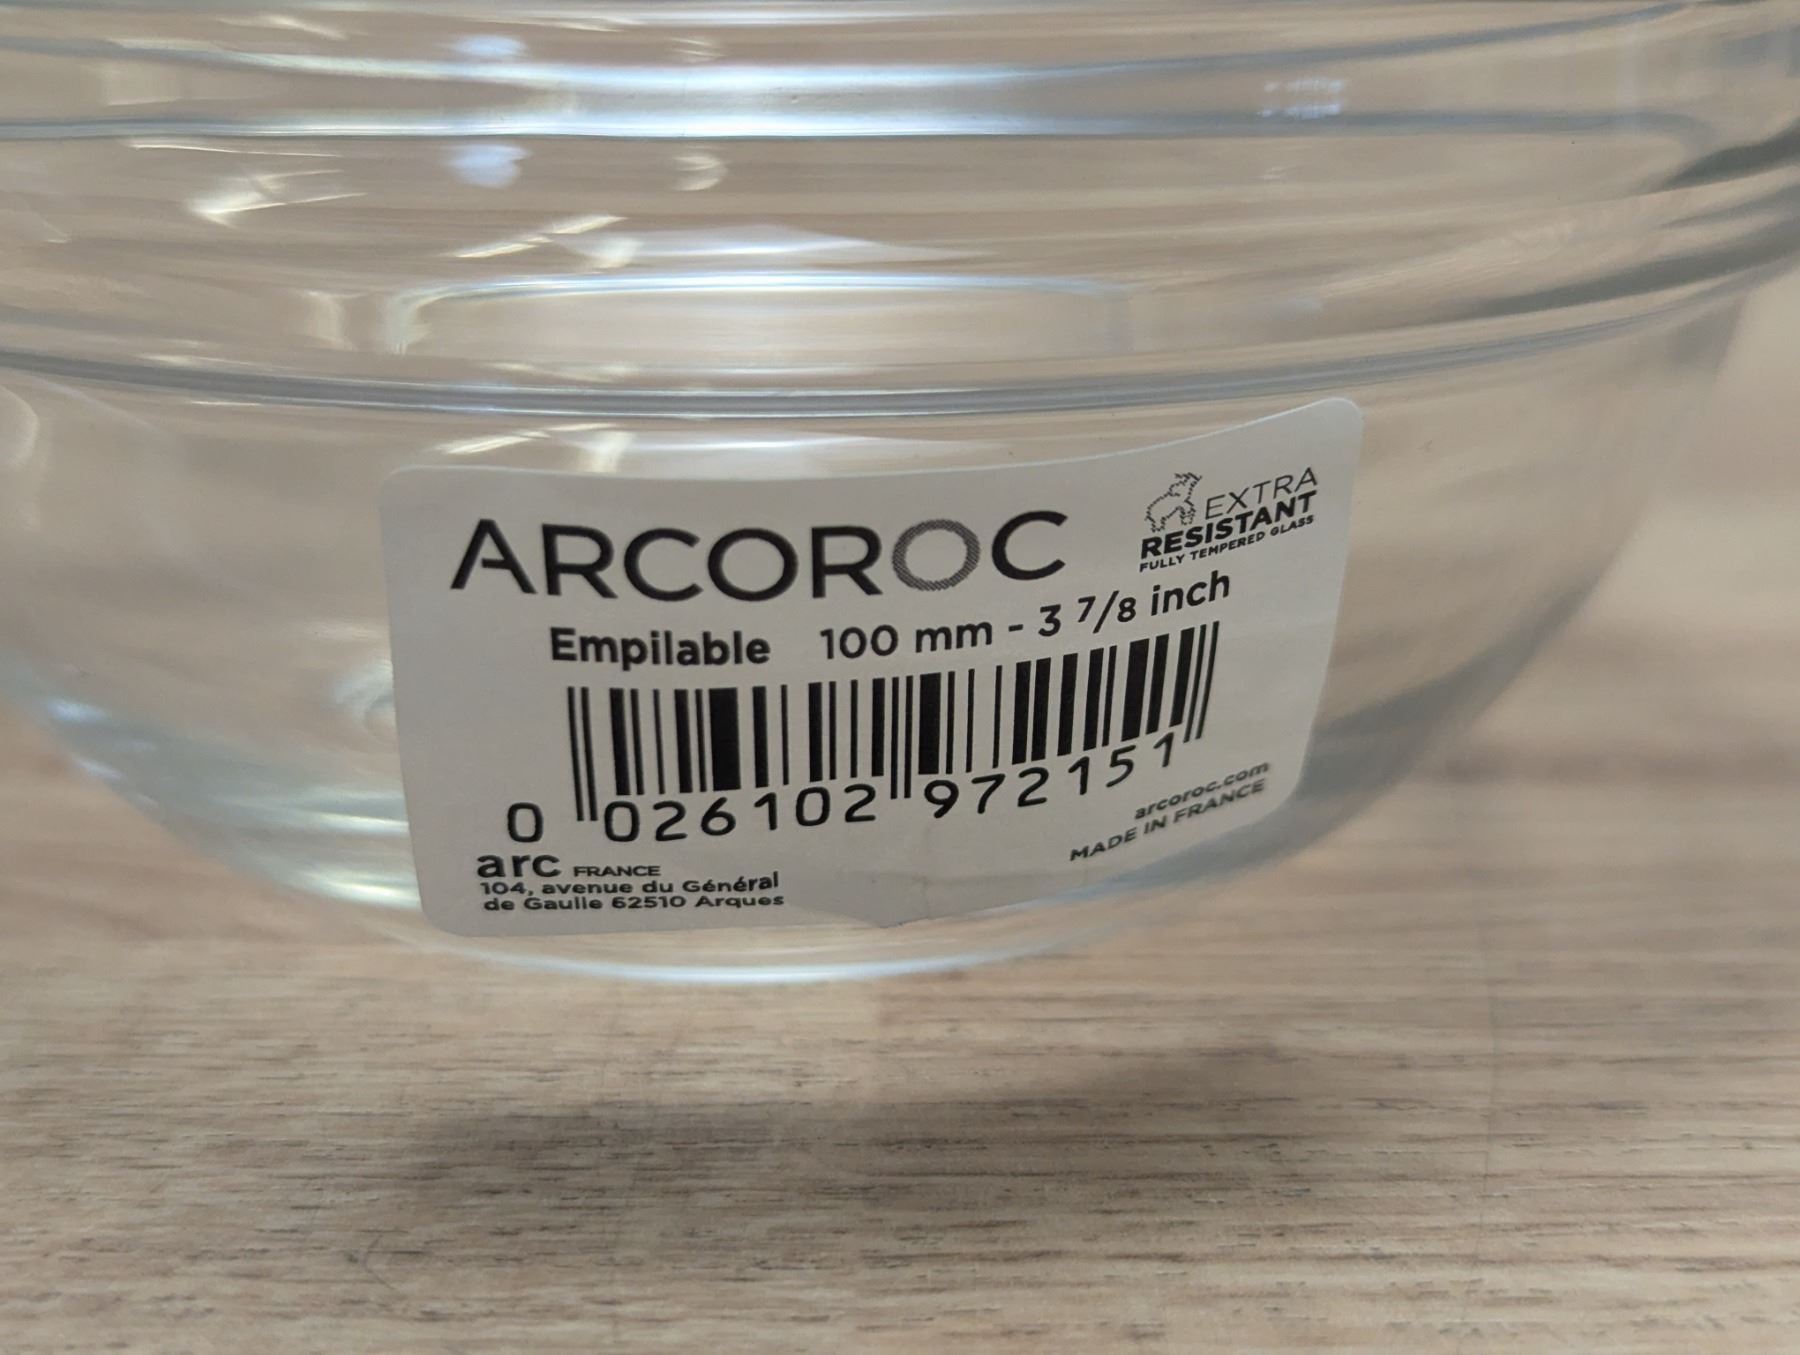 ARCOROC
EXTRA
RESISTANT
FULLY TEMPERED GLASS
Empilable 100 mm - 3 7/8 inch
0 026102 972151
arc FRANCE
104, avenue du Général
de Gaulle 62510 Arques
arcoroc.com
MADE IN FRANCE